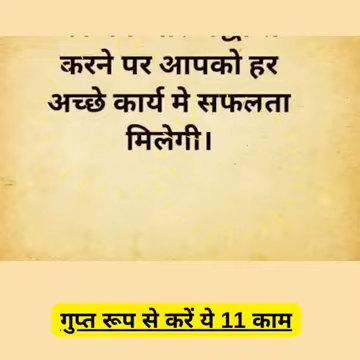 करने पर आपको हर
अच्छे कार्य मे सफलता
मिलेगी।
गुप्त रूप से करें ये 11 काम